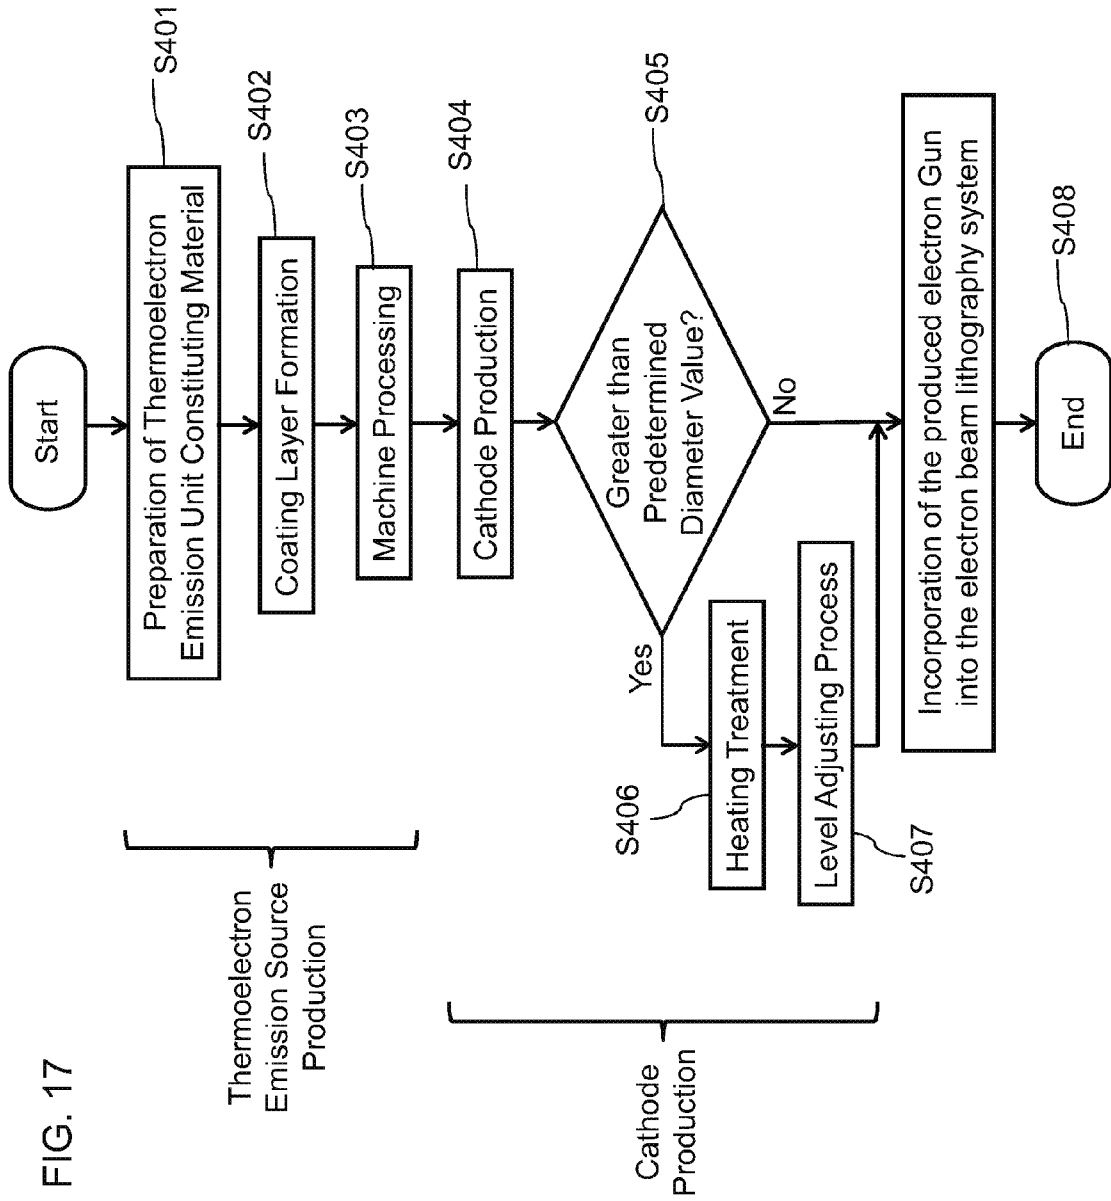 FIG. 17
Start
Preparation of Thermoelectron
Emission Unit Constituting Material
S401
Coating Layer Formation
S402
Machine Processing
S403
Thermoelectron
Emission Source
Production
Cathode Production
S404
Greater than
Predetermined
Diameter Value?
S405
Yes
No
S406
Heating Treatment
Level Adjusting Process
S407
Cathode
Production
Incorporation of the produced electron Gun
into the electron beam lithography system
S408
End